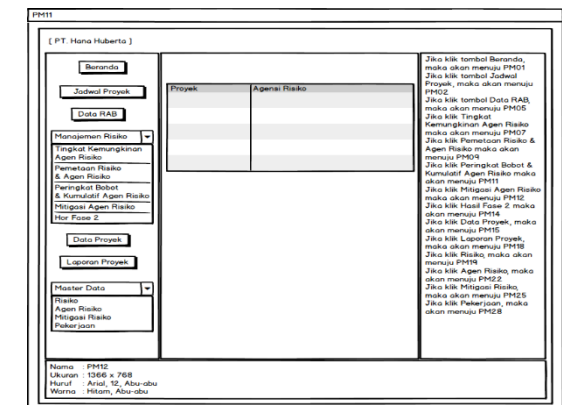 PM11
[ PT. Hana Huberta ]
Beranda
Jadwal Proyek
Data RAB
Manajemen Risiko
Tingkat Kemungkinan
Agen Risiko
Pemetaan Risiko
& Agen Risiko
Peringkat Bobot
& Kumulatif Agen Risiko
Mitigasi Agen Risiko
Hor Fase 2
Data Proyek
Laporan Proyek
Master Data
Risiko
Agen Risiko
Mitigasi Risiko
Pekerjaan
Proyek
Agensi Risiko
Jika klik tombol Beranda,
maka akan menuju PM01
Jika klik tombol Jadwal
Proyek, maka akan menuju
PM02
Jika klik tombol Data RAB,
maka akan menuju PM05
Jika klik Tingkat
Kemungkinan Agen Risiko
maka akan menuju PM07
Jika klik Pemetaan Risiko &
Agen Risiko maka akan
menuju PM09
Jika klik Peringkat Bobot &
Kumulatif Agen Risiko maka
akan menuju PM11
Jika klik Mitigasi Agen Risiko
maka akan menuju PM12
Jika klik Hasil Fase 2 maka
akan menuju PM14
Jika klik Data Proyek, maka
akan menuju PM15
Jika klik Laporan Proyek,
maka akan menuju PM18
Jika klik Risiko, maka akan
menuju PM19
Jika klik Agen Risiko, maka
akan menuju PM22
Jika klik Mitigasi Risiko,
maka akan menuju PM25
Jika klik Pekerjaan, maka
akan menuju PM28
Nama : PM12
Ukuran : 1366 x 768
Huruf : Arial, 12, Abu-abu
Warna : Hitam, Abu-abu